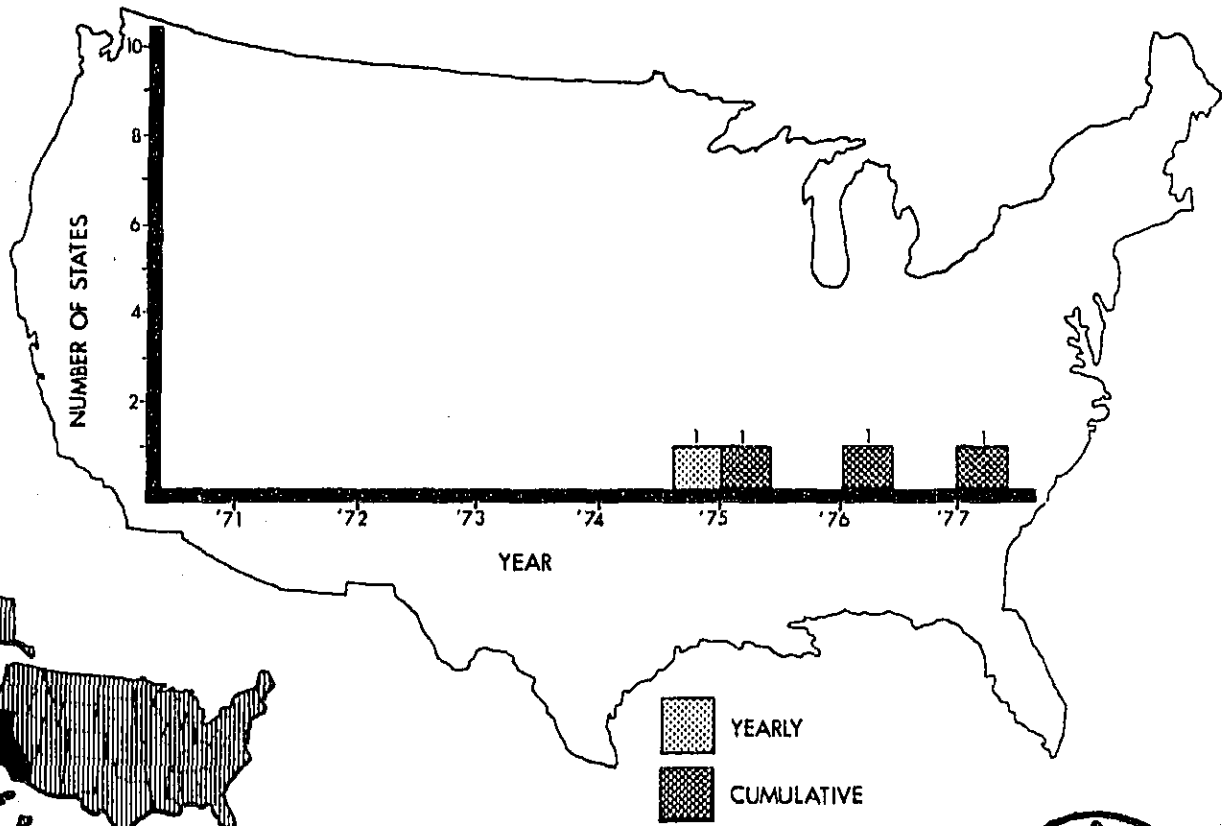 10
8
6
4
2
NUMBER OF STATES
1 1 1 1
'71 '72 '73 '74 '75 '76 '77
YEAR
YEARLY
CUMULATIVE